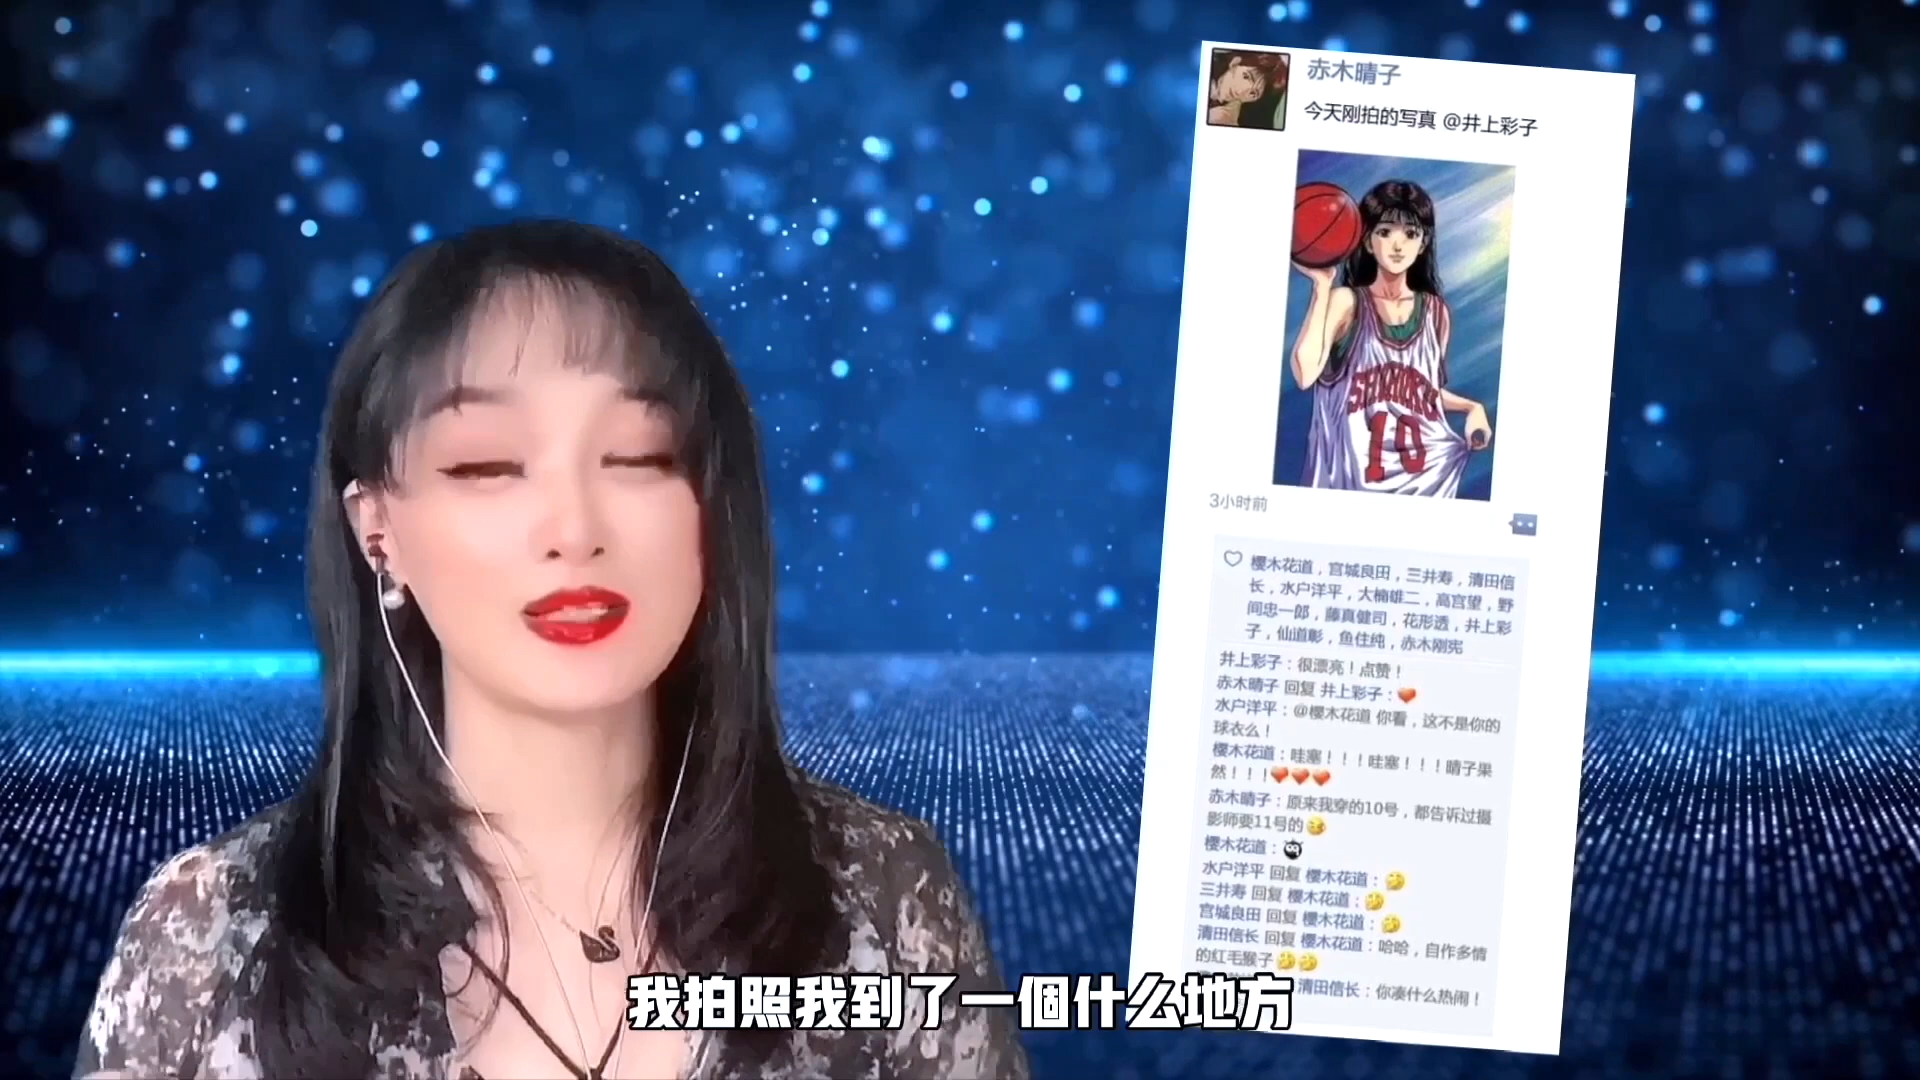 赤木晴子
今天刚拍的写真 @井上彩子
SHOHOKU
10
3小时前
樱木花道，宫城良田，三井寿，清田信
长，水户洋平，大楠雄二，高宫望，野
间忠一郎，藤真健司，花形透，井上彩
子，仙道彰，鱼住纯，赤木刚宪
井上彩子：很漂亮！点赞！
赤木晴子 回复 井上彩子：
水户洋平：@樱木花道 你看，这不是你的
球衣么！
樱木花道：哇塞！！！哇塞！！！晴子果
然！！！
赤木晴子：原来我穿的10号，都告诉过摄
影师要11号的
樱木花道：
水户洋平 回复 樱木花道：
三井寿 回复 樱木花道：
宫城良田 回复 樱木花道：
清田信长 回复 樱木花道：哈哈，自作多情
的红毛猴子
清田信长：你凑什么热闹！
我拍照我到了一個什么地方